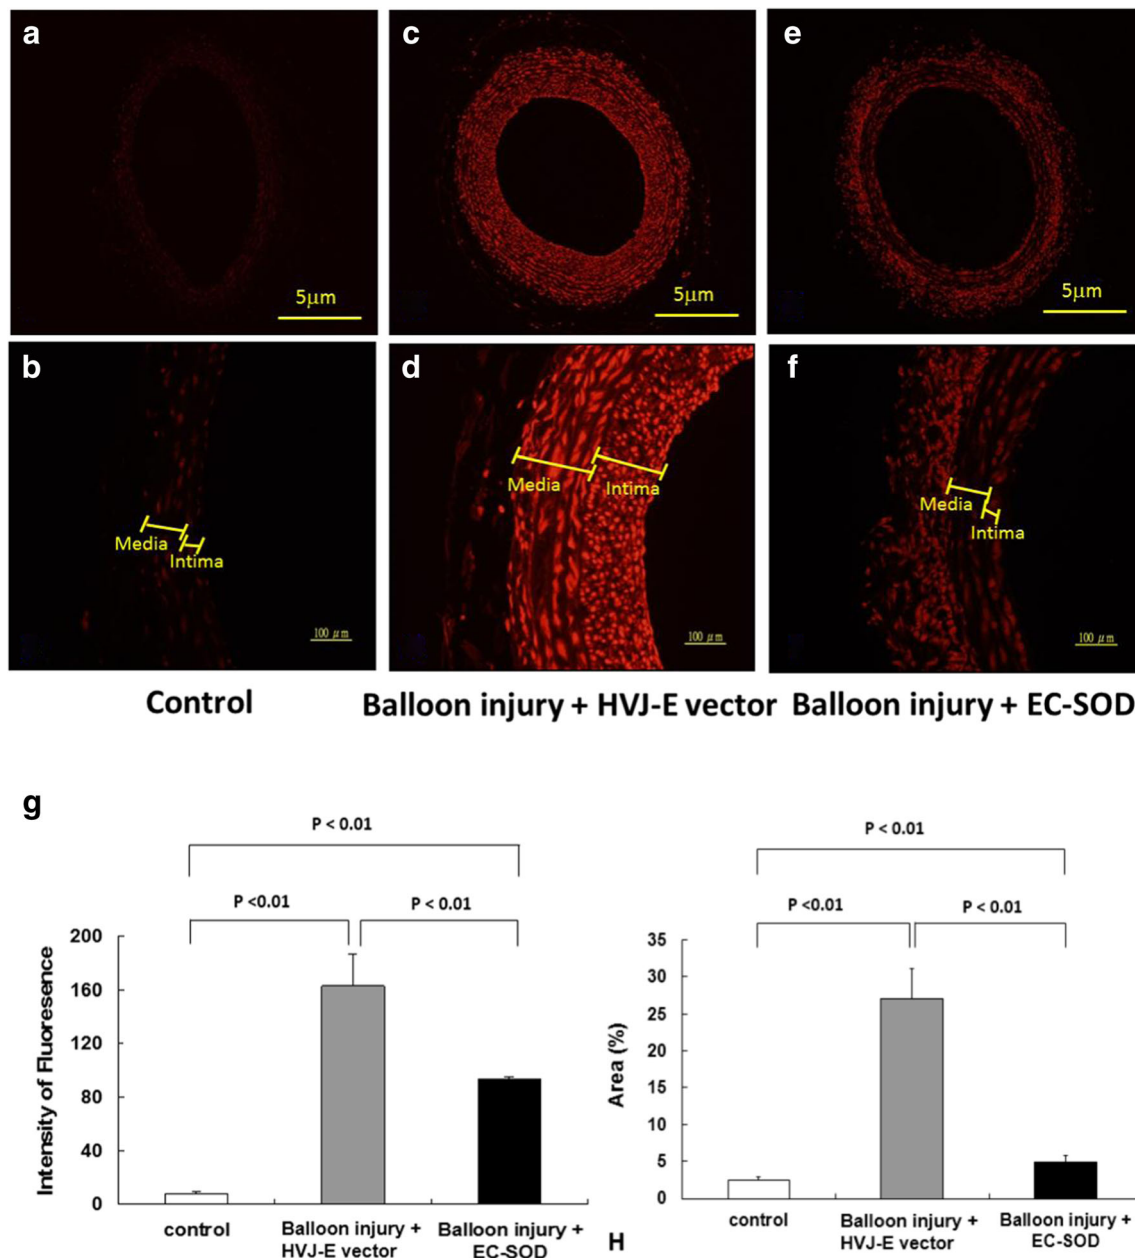 a
c
e
5μm
5μm
5μm
b
d
f
Media
Intima
100 μm
Media
Intima
100 μm
Media
Intima
100 μm
Control
Balloon injury + HVJ-E vector
Balloon injury + EC-SOD
g
P < 0.01
P <0.01
P < 0.01
200
160
120
80
40
0
Intensity of Fluoresence
control
Balloon injury +
HVJ-E vector
Balloon injury +
EC-SOD
P < 0.01
P <0.01
P < 0.01
35
30
25
20
15
10
5
0
Area (%)
control
Balloon injury +
HVJ-E vector
Balloon injury +
EC-SOD
H